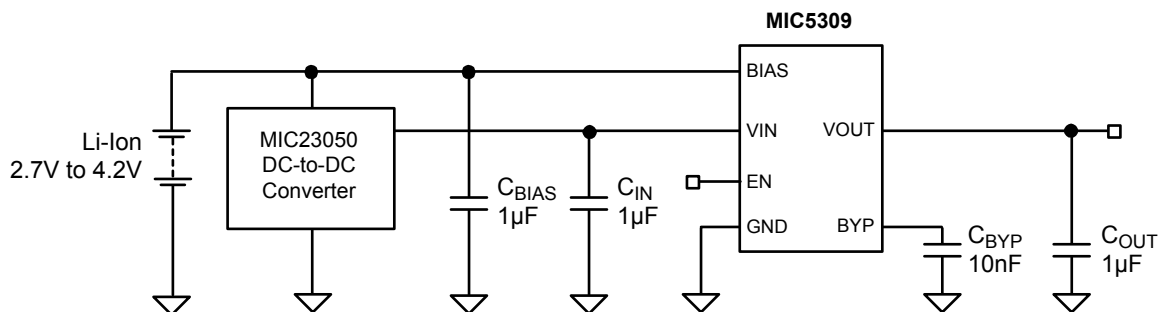 MIC5309
BIAS
Li-Ion
2.7V to 4.2V
MIC23050
DC-to-DC
Converter
VIN
VOUT
EN
GND
BYP
CBIAS
1µF
CIN
1µF
CBYP
10nF
COUT
1µF